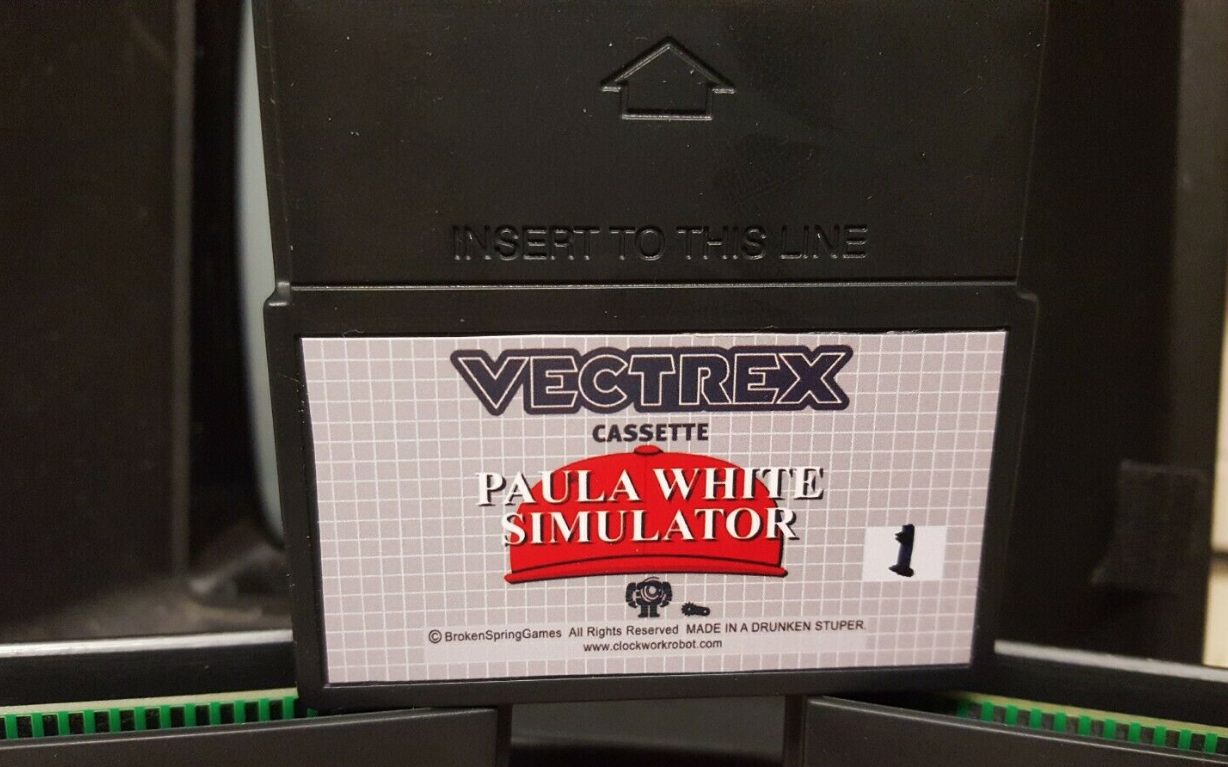 INSERT TO THIS LINE
VECTREX
CASSETTE
PAULA WHITE
SIMULATOR
1
© BrokenSpringGames All Rights Reserved MADE IN A DRUNKEN STUPER.
www.clockworkrobot.com